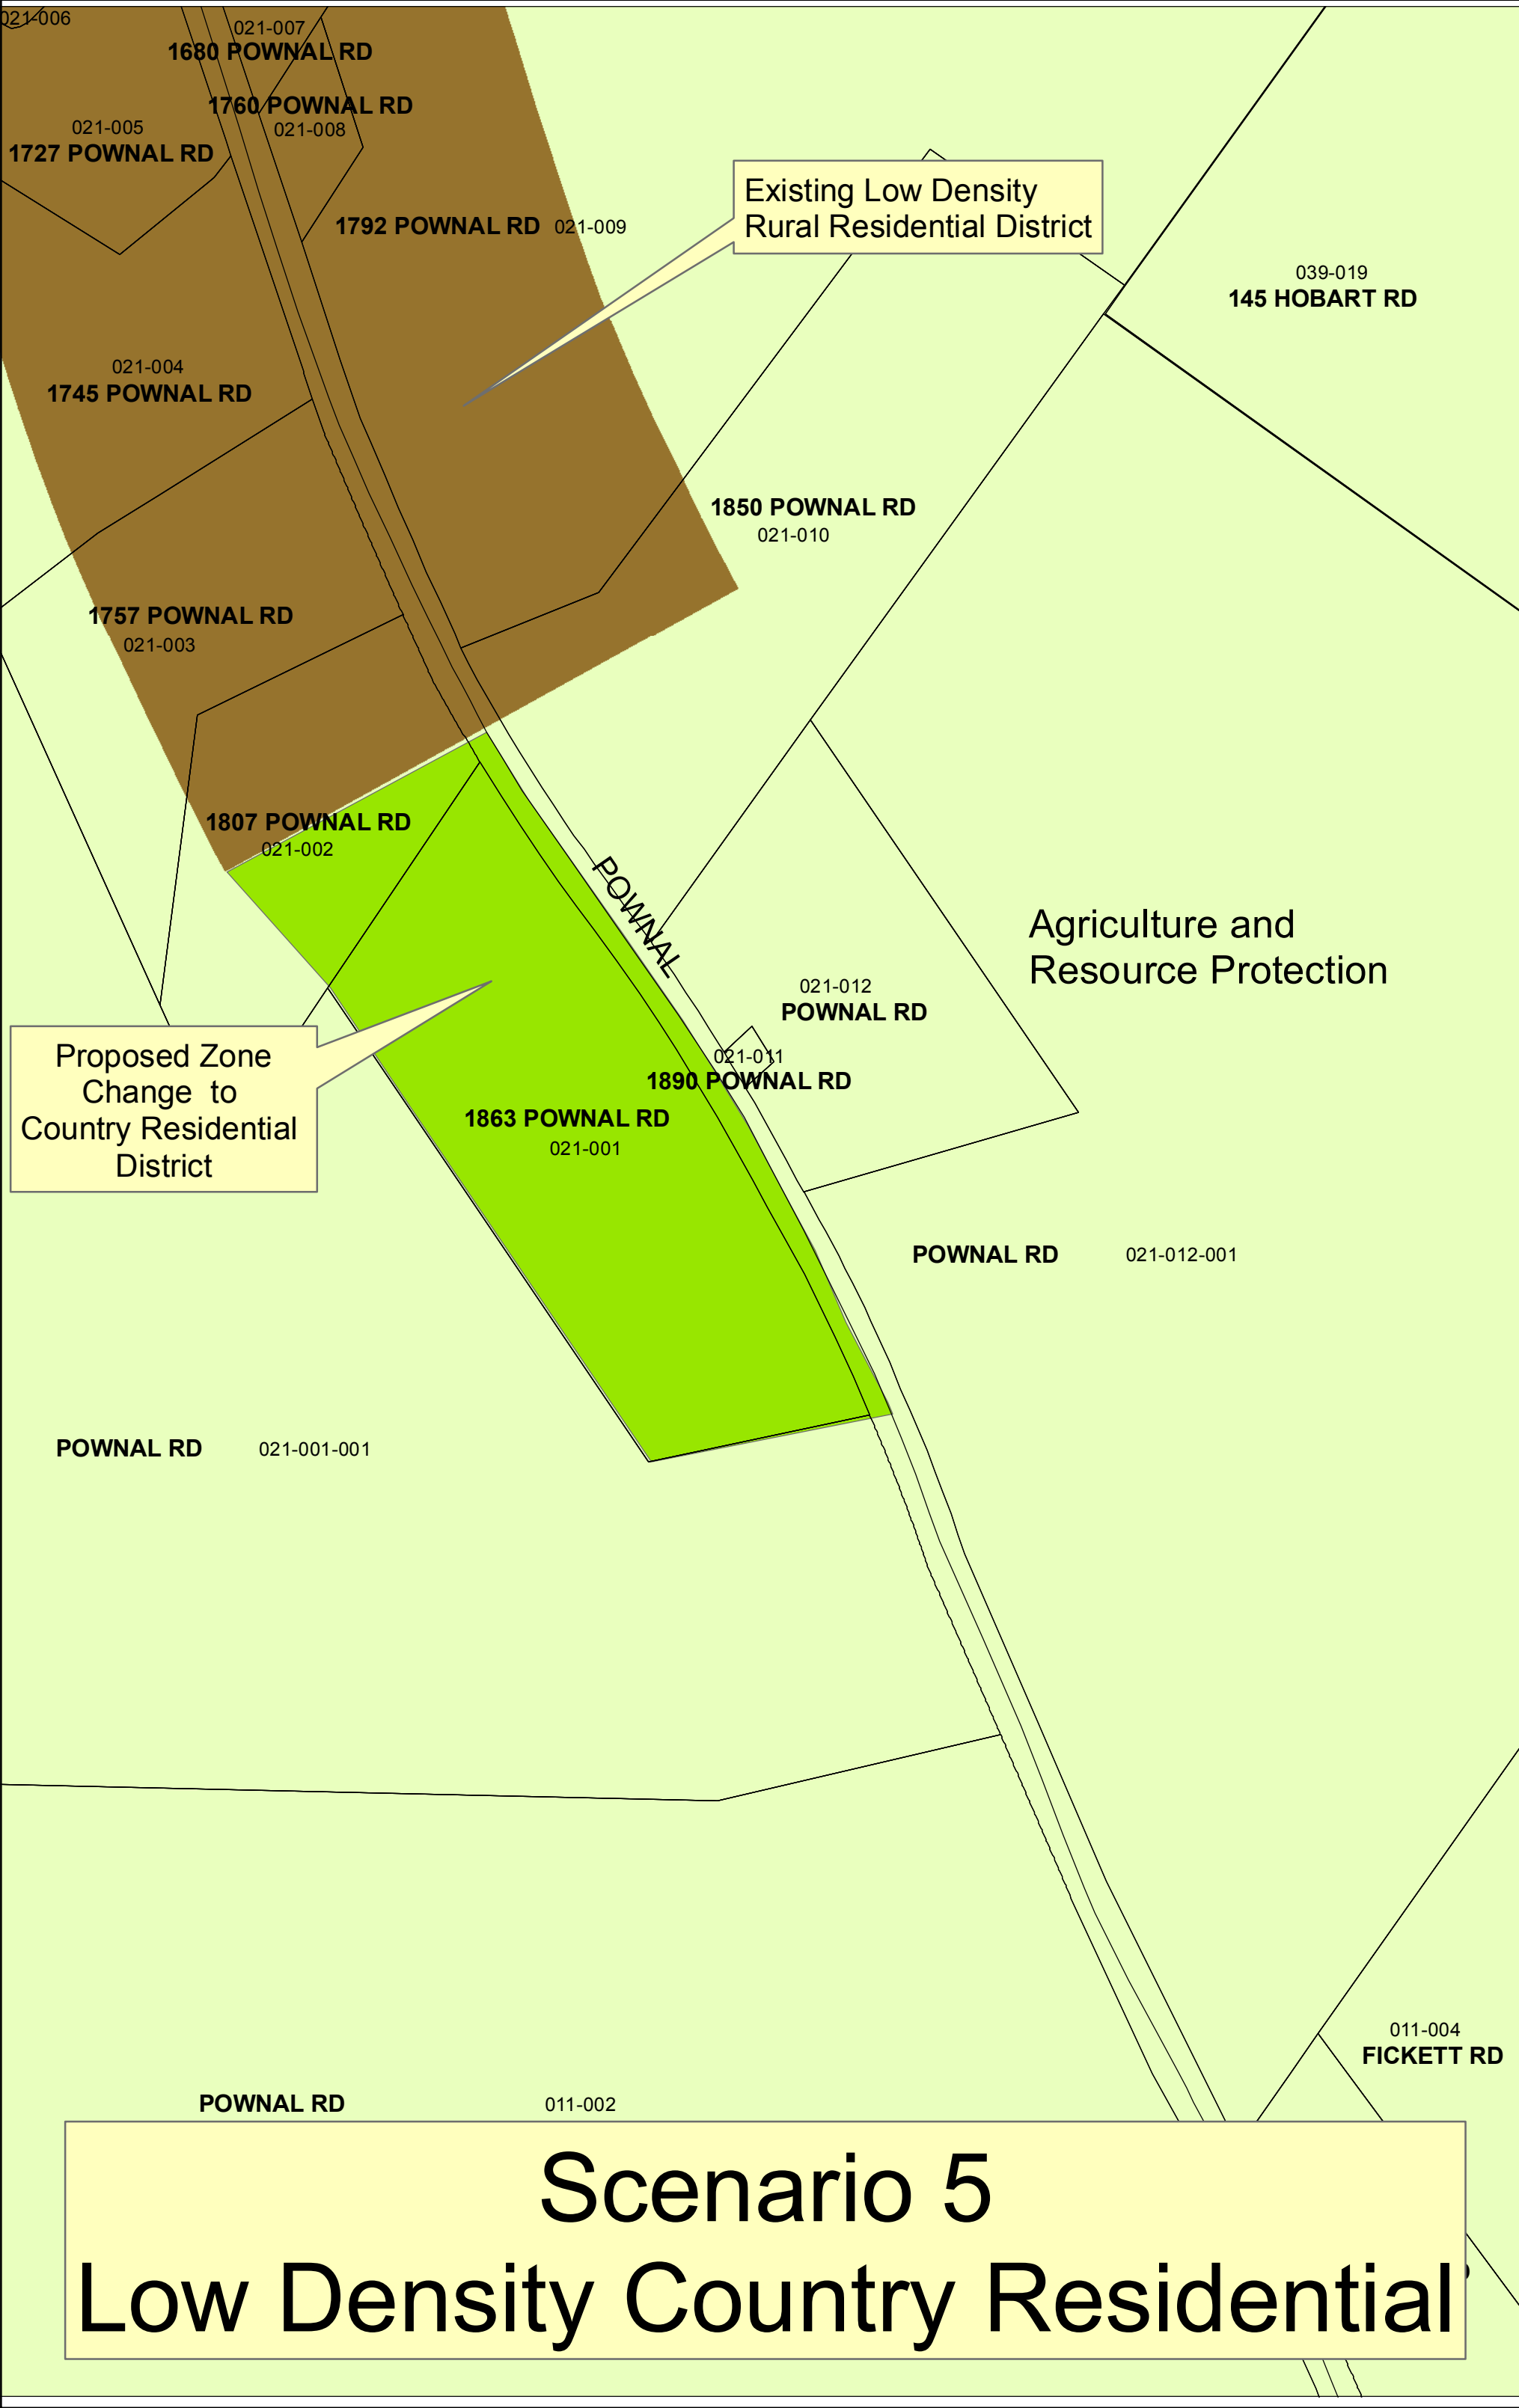 021-006
021-007
1680 POWNAL RD
1760 POWNAL RD
021-008
021-005
1727 POWNAL RD
Existing Low Density
Rural Residential District
1792 POWNAL RD 021-009
039-019
145 HOBART RD
021-004
1745 POWNAL RD
1850 POWNAL RD
021-010
1757 POWNAL RD
021-003
1807 POWNAL RD
021-002
POWNAL
Agriculture and
Resource Protection
021-012
POWNAL RD
021-011
1890 POWNAL RD
Proposed Zone
Change to
Country Residential
District
1863 POWNAL RD
021-001
POWNAL RD 021-012-001
POWNAL RD 021-001-001
011-004
FICKETT RD
POWNAL RD 011-002
Scenario 5
Low Density Country Residential